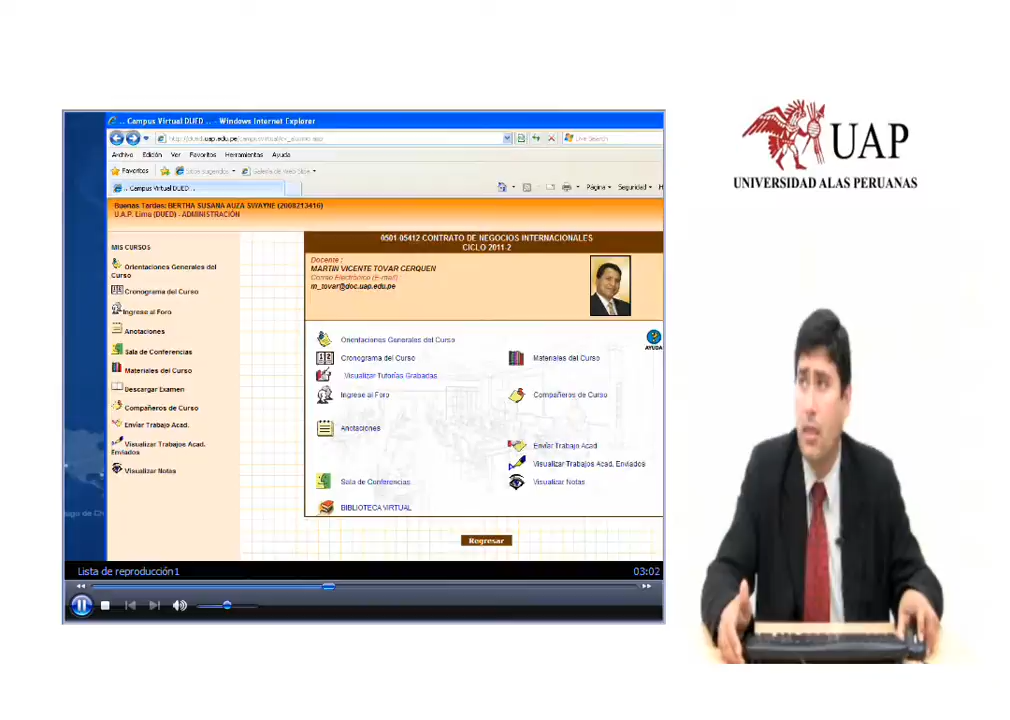 .. Campus Virtual DUED .. - Windows Internet Explorer
Archivo Edición Ver Favoritos Herramientas Ayuda
Favoritos
.. Campus Virtual DUED ..
Página Seguridad
Buenas Tardes: BERTHA SUSANA AUZA SWAYNE (2008213416)
U.A.P. Lima (DUED) - ADMINISTRACIÓN
MIS CURSOS
Orientaciones Generales del
Curso
Cronograma del Curso
Ingrese al Foro
Anotaciones
Sala de Conferencias
Materiales del Curso
Descargar Examen
Compañeros de Curso
Enviar Trabajo Acad.
Visualizar Trabajos Acad.
Enviados
Visualizar Notas
0501-05412 CONTRATO DE NEGOCIOS INTERNACIONALES
CICLO 2011-2
Docente :
MARTIN VICENTE TOVAR CERQUEN
Correo Electrónico (E-mail):
m_tovar@doc.uap.edu.pe
Orientaciones Generales del Curso
AYUDA
Cronograma del Curso
Materiales del Curso
Visualizar Tutorías Grabadas
Ingrese al Foro
Compañeros de Curso
Anotaciones
Enviar Trabajo Acad
Visualizar Trabajos Acad. Enviados
Sala de Conferencias
Visualizar Notas
BIBLIOTECA VIRTUAL
Regresar
Lista de reproducción1
03:02
UAP
UNIVERSIDAD ALAS PERUANAS